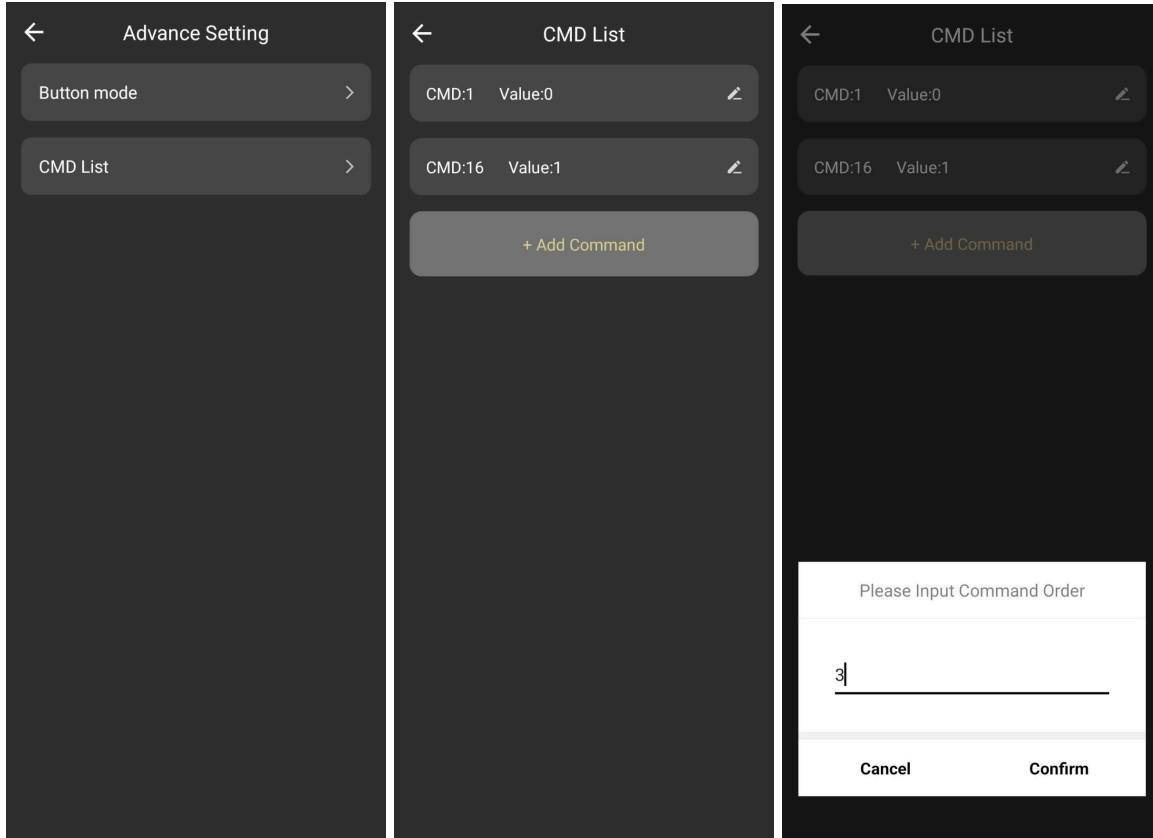 Advance Setting
Button mode
CMD List
CMD List
CMD:1 Value:0
CMD:16 Value:1
+ Add Command
CMD List
CMD:1 Value:0
CMD:16 Value:1
+ Add Command
Please Input Command Order
3
Cancel Confirm